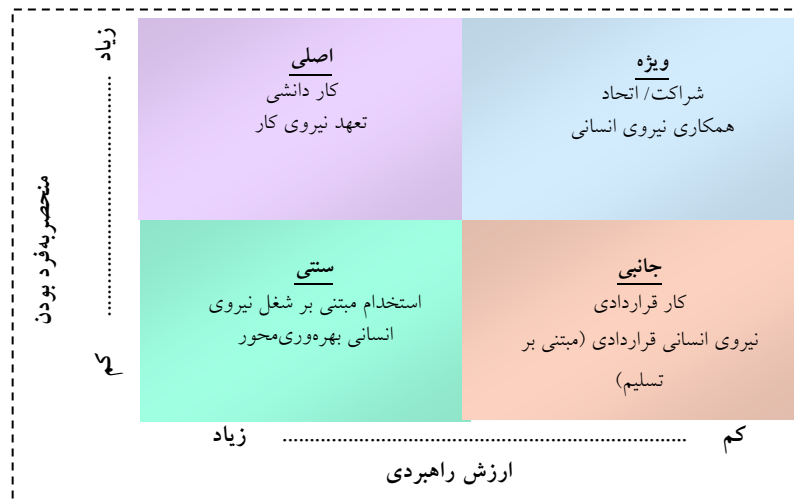 ویژه
شراکت/ اتحاد
همکاری نیروی انسانی
اصلی
کار دانشی
تعهد نیروی کار
زیاد
منحصربه‌فرد بودن
کم
جانبی
کار قراردادی
نیروی انسانی قراردادی (مبتنی بر
تسلیم)
سنتی
استخدام مبتنی بر شغل نیروی
انسانی بهره‌وری‌محور
کم .......................................................................... زیاد
ارزش راهبردی